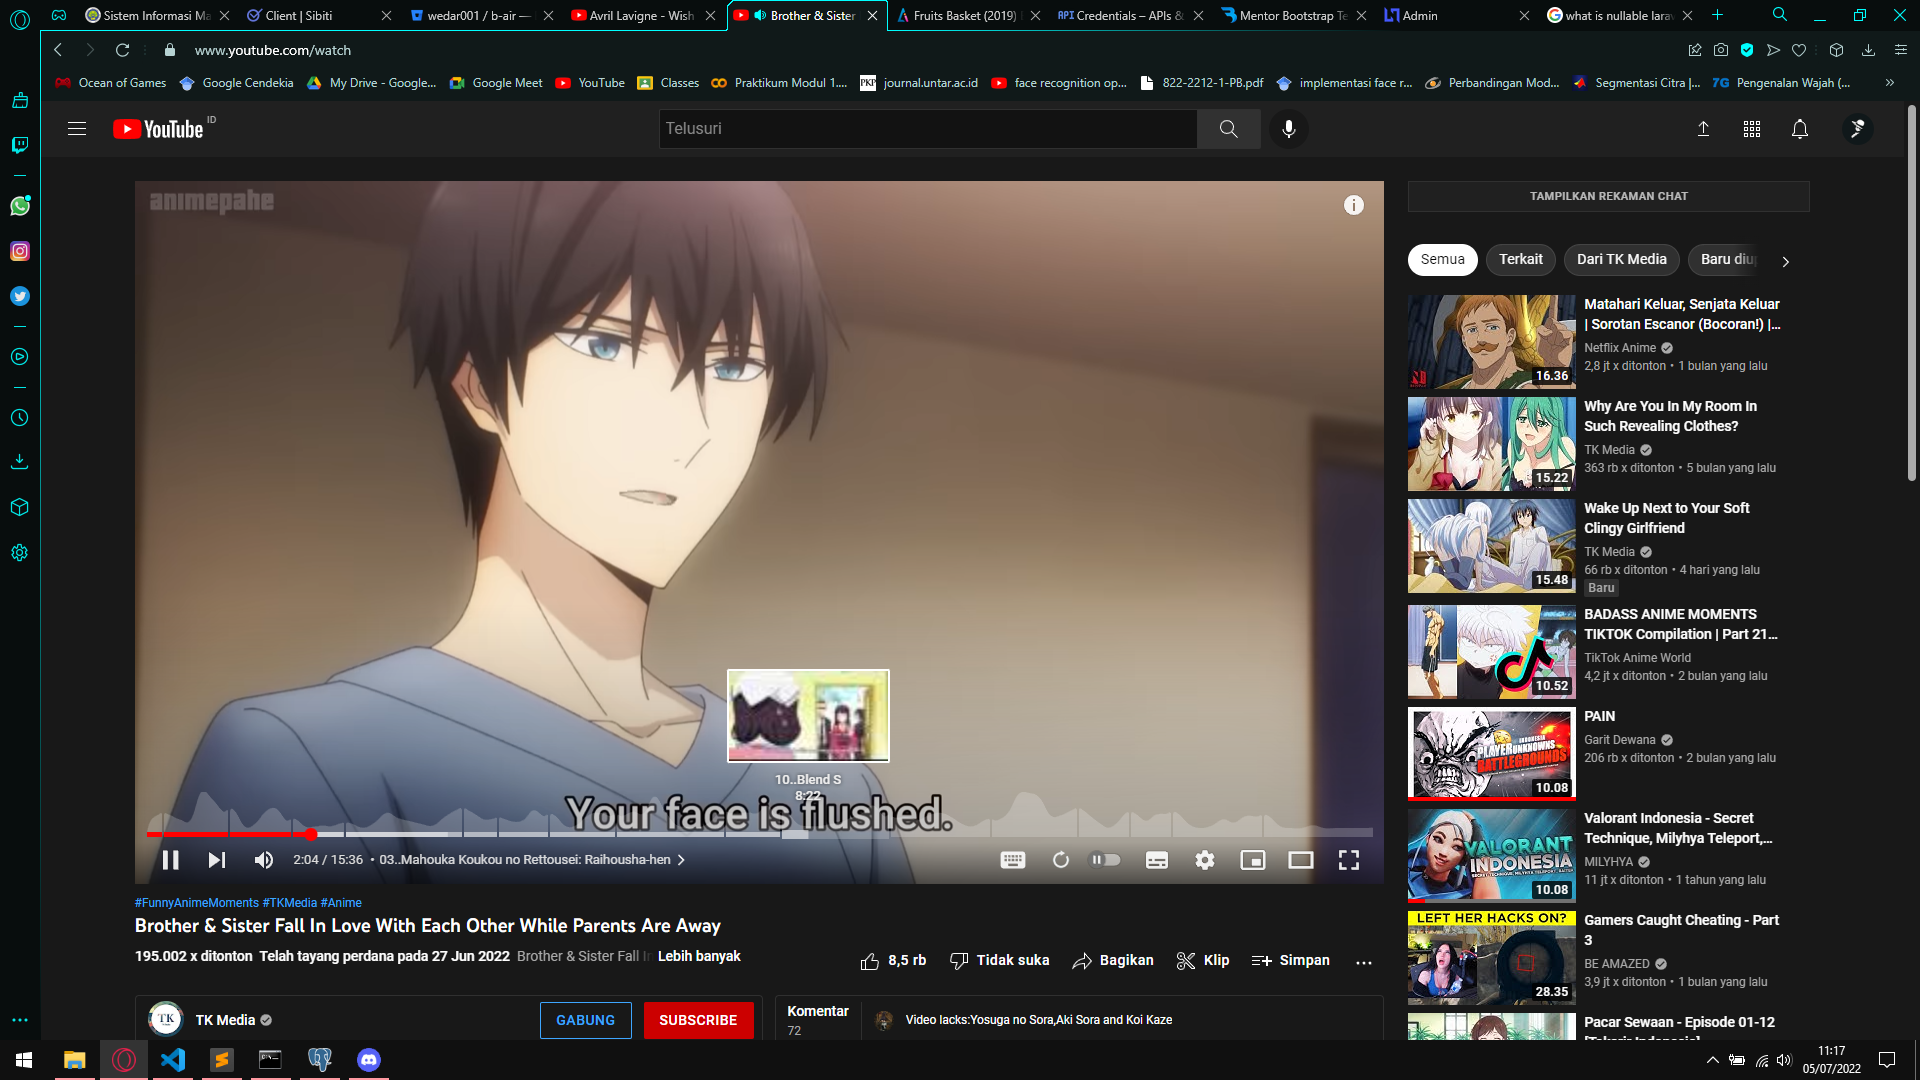 Sistem Informasi Ma
Client | Sibiti
wedar001 / b-air —
Avril Lavigne - Wish
Brother & Sister
Fruits Basket (2019)
API Credentials – APIs &
Mentor Bootstrap Te
Admin
what is nullable larav
www.youtube.com/watch
Ocean of Games
Google Cendekia
My Drive - Google...
Google Meet
YouTube
Classes
Praktikum Modul 1....
PKP journal.untar.ac.id
face recognition op...
822-2212-1-PB.pdf
implementasi face r...
Perbandingan Mod...
Segmentasi Citra |...
7G Pengenalan Wajah (...
YouTube ID
Telusuri
animepahe
10..Blend S
8:22
Your face is flushed.
2:04 / 15:36 • 03..Mahouka Koukou no Rettousei: Raihousha-hen
#FunnyAnimeMoments #TKMedia #Anime
Brother & Sister Fall In Love With Each Other While Parents Are Away
195.002 x ditonton Telah tayang perdana pada 27 Jun 2022 Brother & Sister Fall In Lebih banyak
8,5 rb
Tidak suka
Bagikan
Klip
Simpan
TK
TK Media
GABUNG
SUBSCRIBE
Komentar
72
Video lacks:Yosuga no Sora,Aki Sora and Koi Kaze
TAMPILKAN REKAMAN CHAT
Semua
Terkait
Dari TK Media
Baru diup
16.36
Matahari Keluar, Senjata Keluar
| Sorotan Escanor (Bocoran!) |...
Netflix Anime
2,8 jt x ditonton • 1 bulan yang lalu
15.22
Why Are You In My Room In
Such Revealing Clothes?
TK Media
363 rb x ditonton • 5 bulan yang lalu
15.48
Wake Up Next to Your Soft
Clingy Girlfriend
TK Media
66 rb x ditonton • 4 hari yang lalu
Baru
10.52
BADASS ANIME MOMENTS
TIKTOK Compilation | Part 21...
TikTok Anime World
4,2 jt x ditonton • 2 bulan yang lalu
INDONESIA
PLAYERUNKNOWNS
BATTLEGROUNDS
10.08
PAIN
Garit Dewana
206 rb x ditonton • 2 bulan yang lalu
VALORANT
INDONESIA
10.08
Valorant Indonesia - Secret
Technique, Milyhya Teleport,...
MILYHYA
11 jt x ditonton • 1 tahun yang lalu
LEFT HER HACKS ON?
28.35
Gamers Caught Cheating - Part
3
BE AMAZED
3,9 jt x ditonton • 1 bulan yang lalu
Pacar Sewaan - Episode 01-12
11:17
05/07/2022